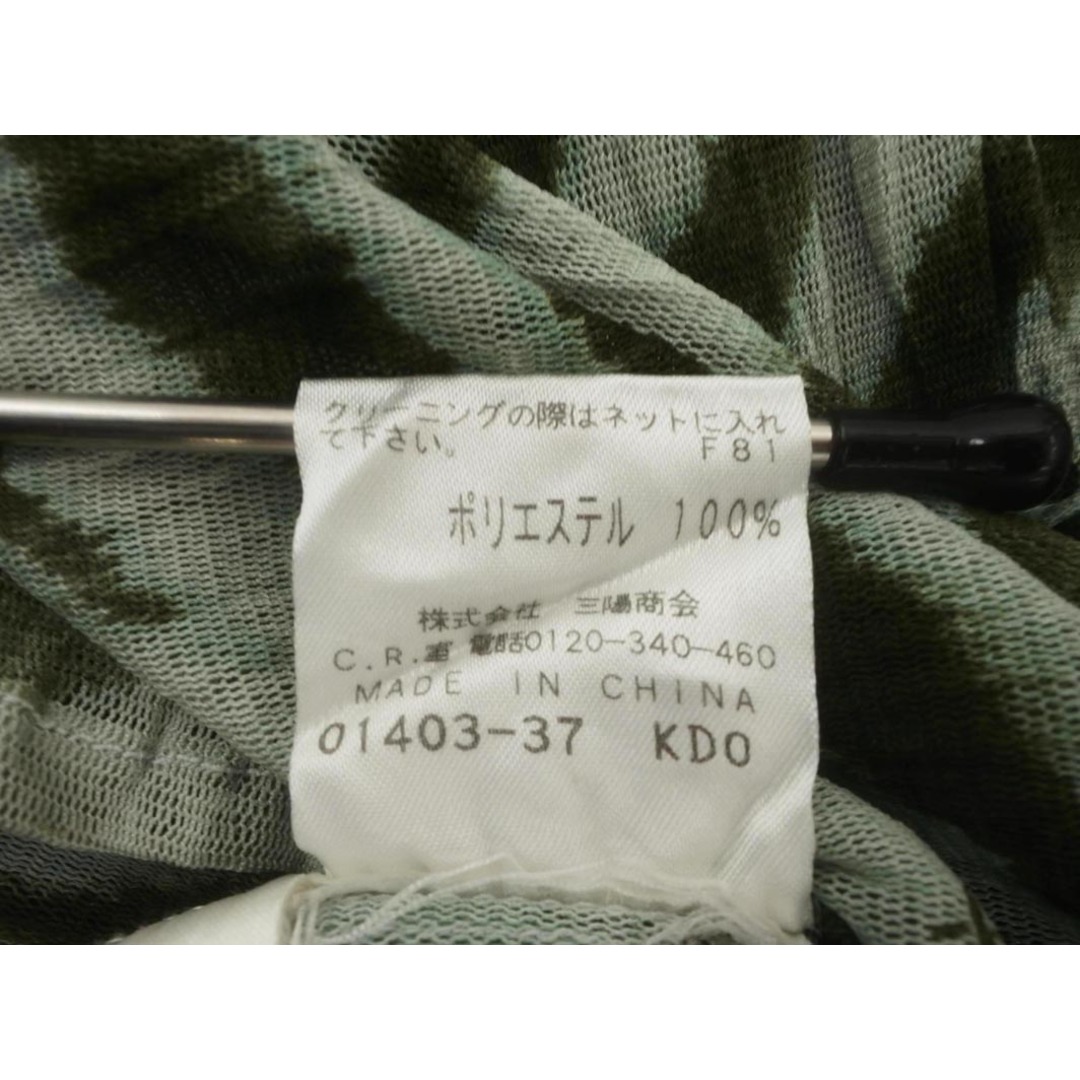 クリーニングの際はネットに入れ
て下さい。 F81
ポリエステル 100%
株式会社 三陽商会
C.R.室 電話0120-340-460
MADE IN CHINA
01403-37 KD0